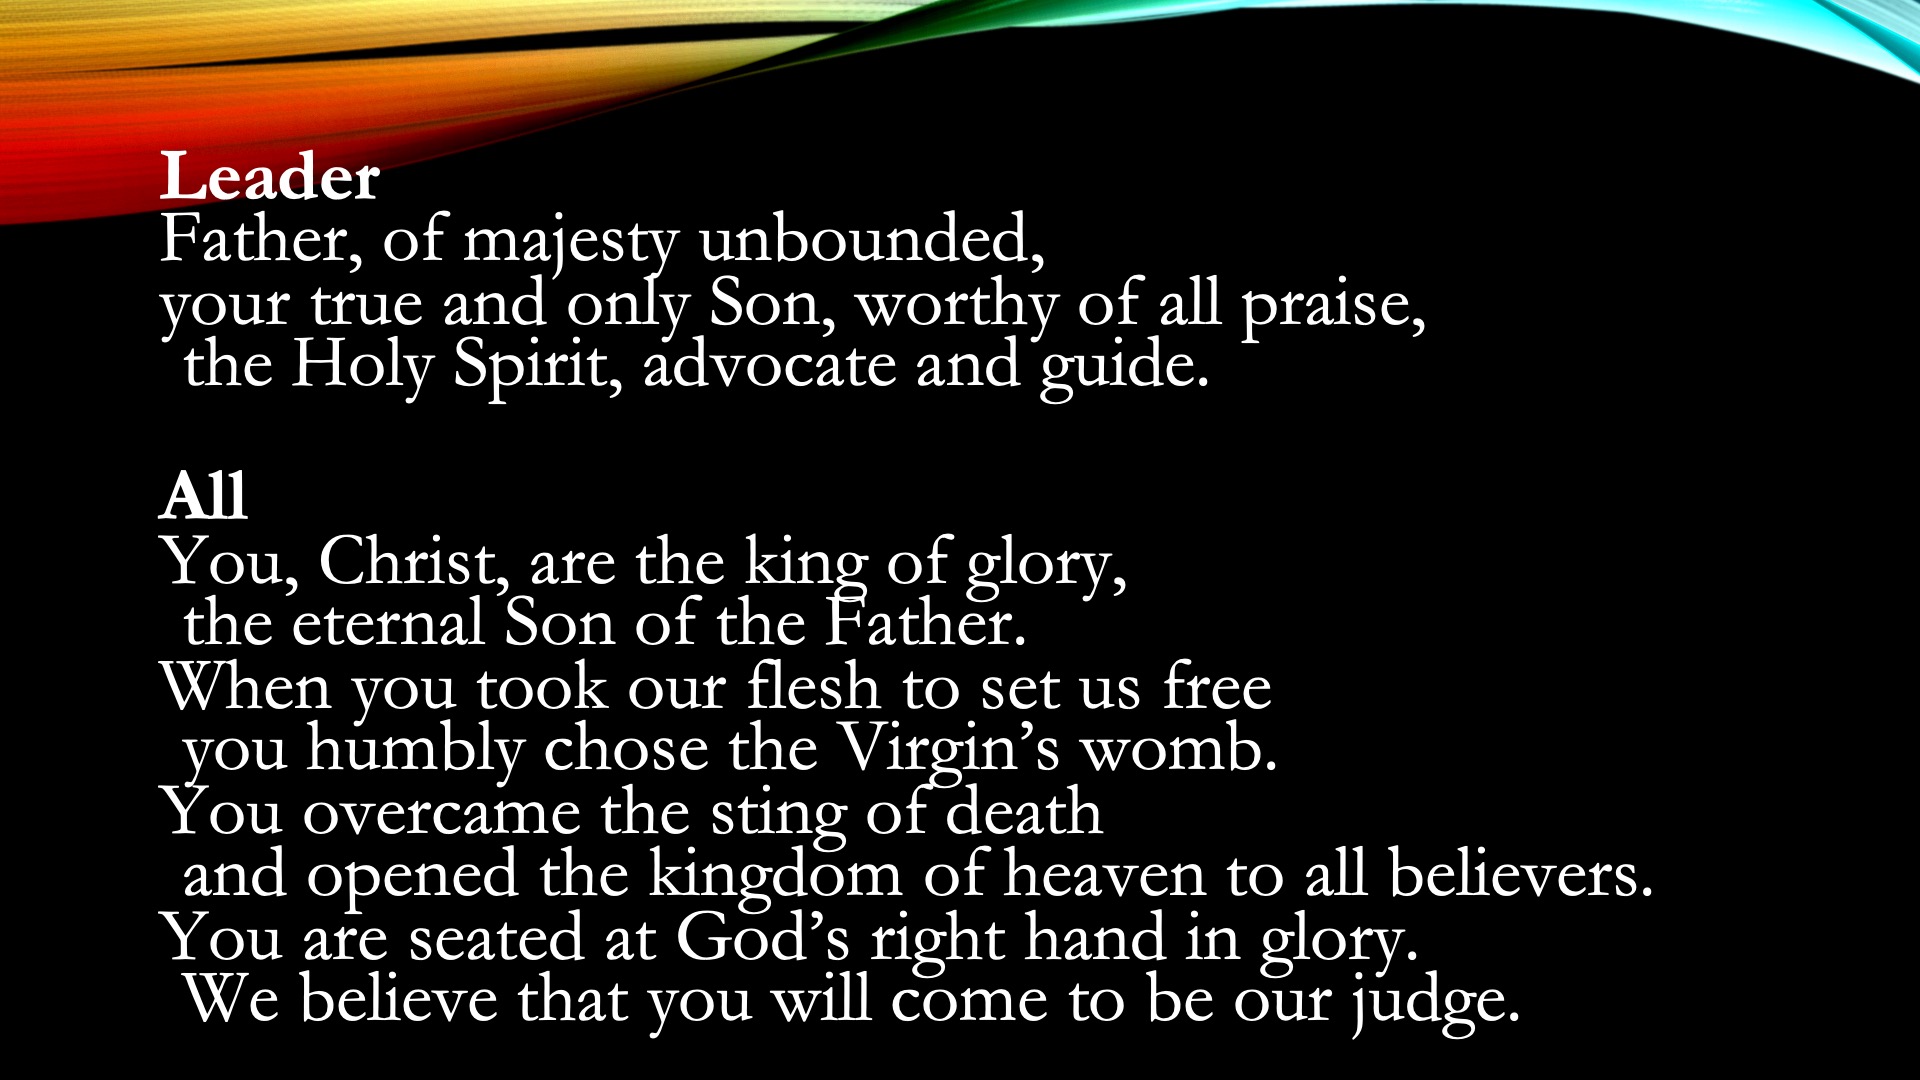 Leader
Father, of majesty unbounded,
your true and only Son, worthy of all praise,
the Holy Spirit, advocate and guide.
All
You, Christ, are the king of glory,
the eternal Son of the Father.
When you took our flesh to set us free
you humbly chose the Virgin’s womb.
You overcame the sting of death
and opened the kingdom of heaven to all believers.
You are seated at God’s right hand in glory.
We believe that you will come to be our judge.